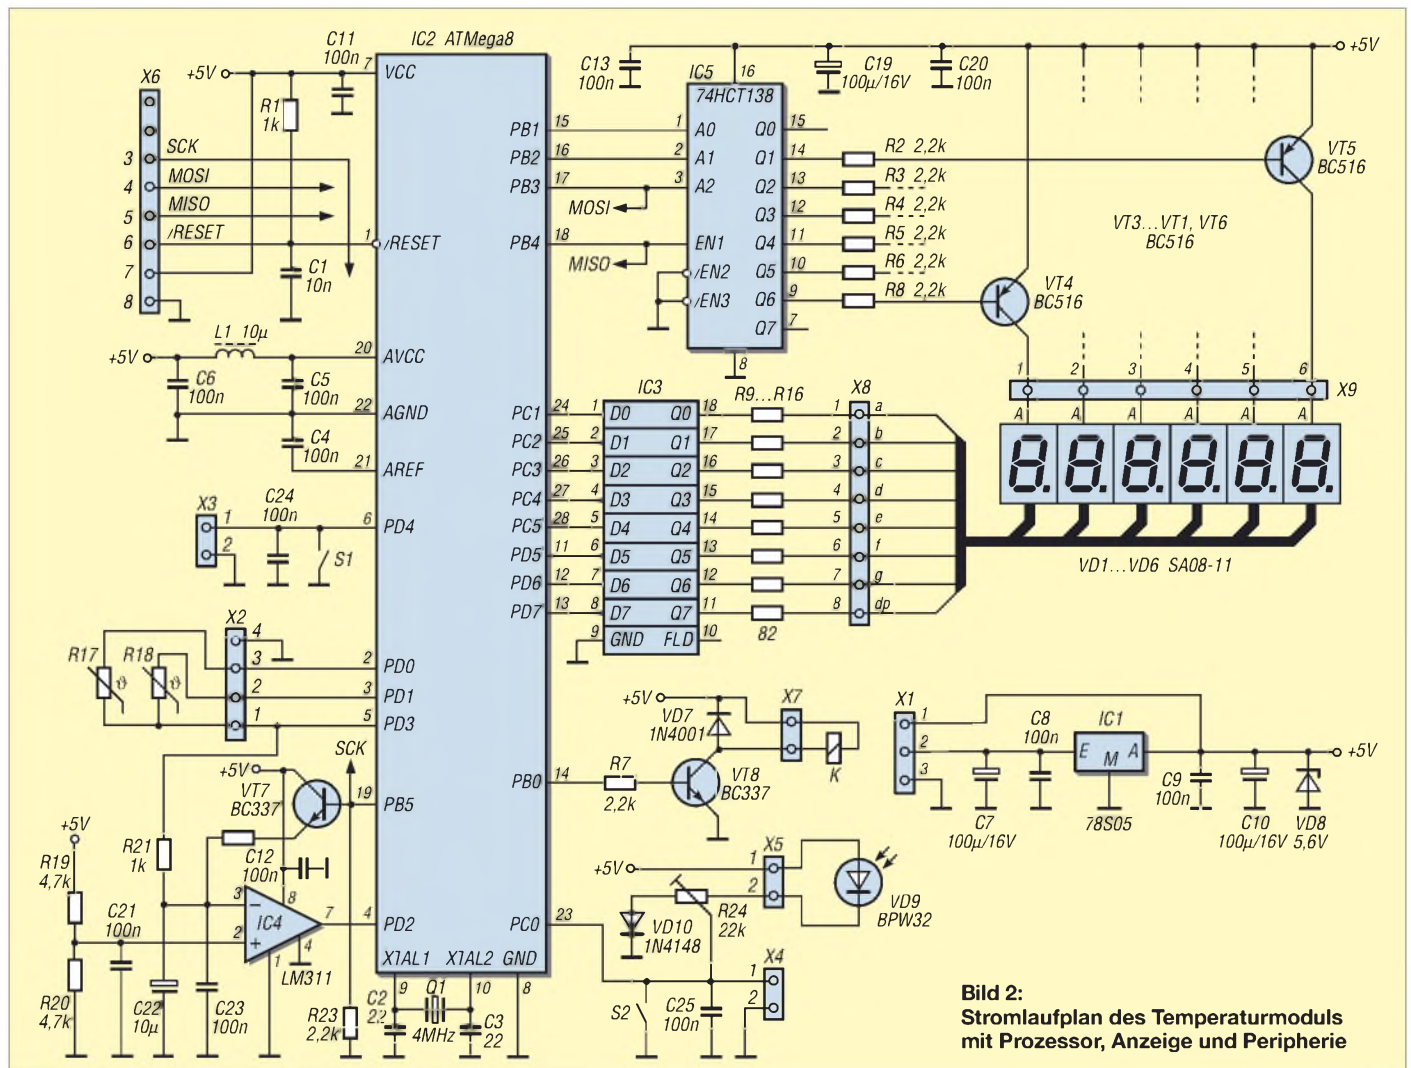 IC2 ATMega8
C11
100n
+5V
7
VCC
X6
R1
1k
3
SCK
4
MOSI
5
MISO
6
/RESET
1
/RESET
7
8
C1
10n
L1 10µ
+5V
20
AVCC
C6
100n
C5
100n
22
AGND
C4
100n
21
AREF
X3
1
2
C24
100n
S1
6
PD4
X2
4
3
2
1
R17
ϑ
R18
ϑ
2
PD0
3
PD1
5
PD3
SCK
+5V
VT7
BC337
19
PB5
+5V
R19
4,7k
R21
1k
C12
100n
C21
100n
3
−
2
+
IC4
8
7
4
1
LM311
4
PD2
R20
4,7k
C22
10µ
C23
100n
R23
2,2k
XTAL1
XTAL2
GND
9
10
8
C2
22
Q1
4MHz
C3
22
PB1
15
PB2
16
PB3
17
PB4
18
MOSI
MISO
PC1
24
PC2
25
PC3
26
PC4
27
PC5
28
PD5
11
PD6
12
PD7
13
PB0
14
PC0
23
C13
100n
IC5
16
74HCT138
1
A0
2
A1
3
A2
EN1
/EN2
/EN3
Q0
15
Q1
14
Q2
13
Q3
12
Q4
11
Q5
10
Q6
9
Q7
7
8
C19
100µ/16V
C20
100n
+5V
R2 2,2k
R3 2,2k
R4 2,2k
R5 2,2k
R6 2,2k
R8 2,2k
VT5
BC516
VT3...VT1, VT6
BC516
VT4
BC516
1
2
3
4
5
6
X9
A
A
A
A
A
A
VD1...VD6 SA08-11
IC3
1
D0
Q0
18
2
D1
Q1
17
3
D2
Q2
16
4
D3
Q3
15
5
D4
Q4
14
6
D5
Q5
13
7
D6
Q6
12
8
D7
Q7
11
9
GND
FLD
10
R9...R16
82
X8
1
a
2
b
3
c
4
d
5
e
6
f
7
g
8
dp
+5V
VD7
1N4001
X7
K
R7
2,2k
VT8
BC337
X1
1
2
3
C8
100n
IC1
E
M
A
78S05
C7
100µ/16V
C9
100n
C10
100µ/16V
+5V
VD8
5,6V
+5V
X5
1
2
R24
22k
VD10
1N4148
VD9
BPW32
S2
C25
100n
X4
1
2
Bild 2:
Stromlaufplan des Temperaturmoduls
mit Prozessor, Anzeige und Peripherie